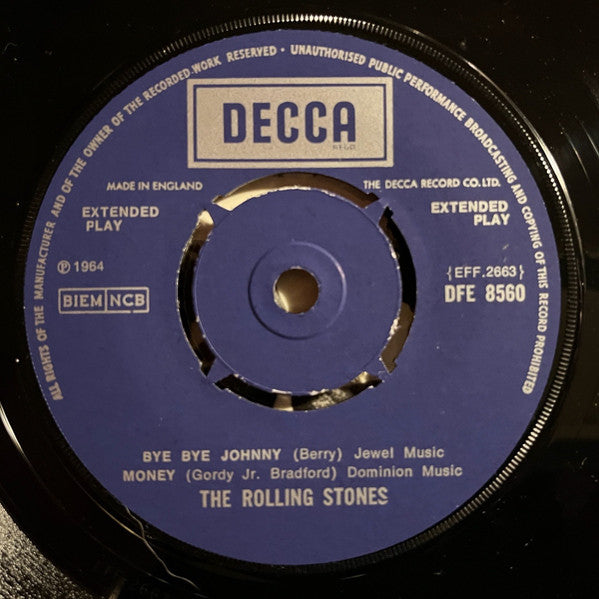 ALL RIGHTS OF THE MANUFACTURER AND OF THE OWNER OF THE RECORDED WORK RESERVED · UNAUTHORISED PUBLIC PERFORMANCE BROADCASTING AND COPYING OF THIS RECORD PROHIBITED
DECCA
REGD
MADE IN ENGLAND
THE DECCA RECORD CO. LTD.
EXTENDED
PLAY
EXTENDED
PLAY
℗ 1964
BIEM NCB
{EFF.2663}
DFE 8560
BYE BYE JOHNNY (Berry) Jewel Music
MONEY (Gordy Jr. Bradford) Dominion Music
THE ROLLING STONES